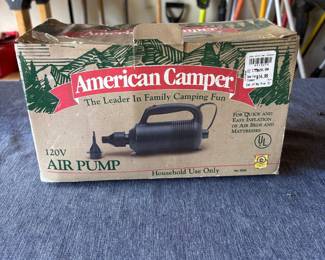 American Camper
The Leader In Family Camping Fun
FOR QUICK AND
EASY INFLATION
OF AIR BEDS AND
MATTRESSES
120V
AIR PUMP
UL
Household Use Only